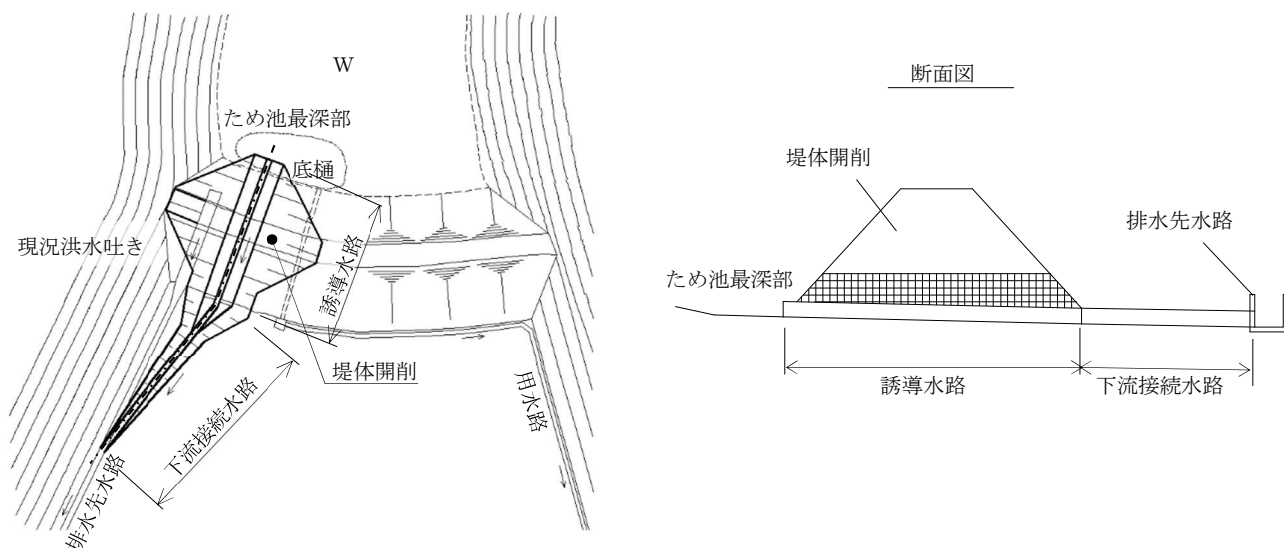 W
ため池最深部
底樋
現況洪水吐き
誘導水路
堤体開削
下流接続水路
用水路
排水先水路
断面図
堤体開削
排水先水路
ため池最深部
誘導水路
下流接続水路